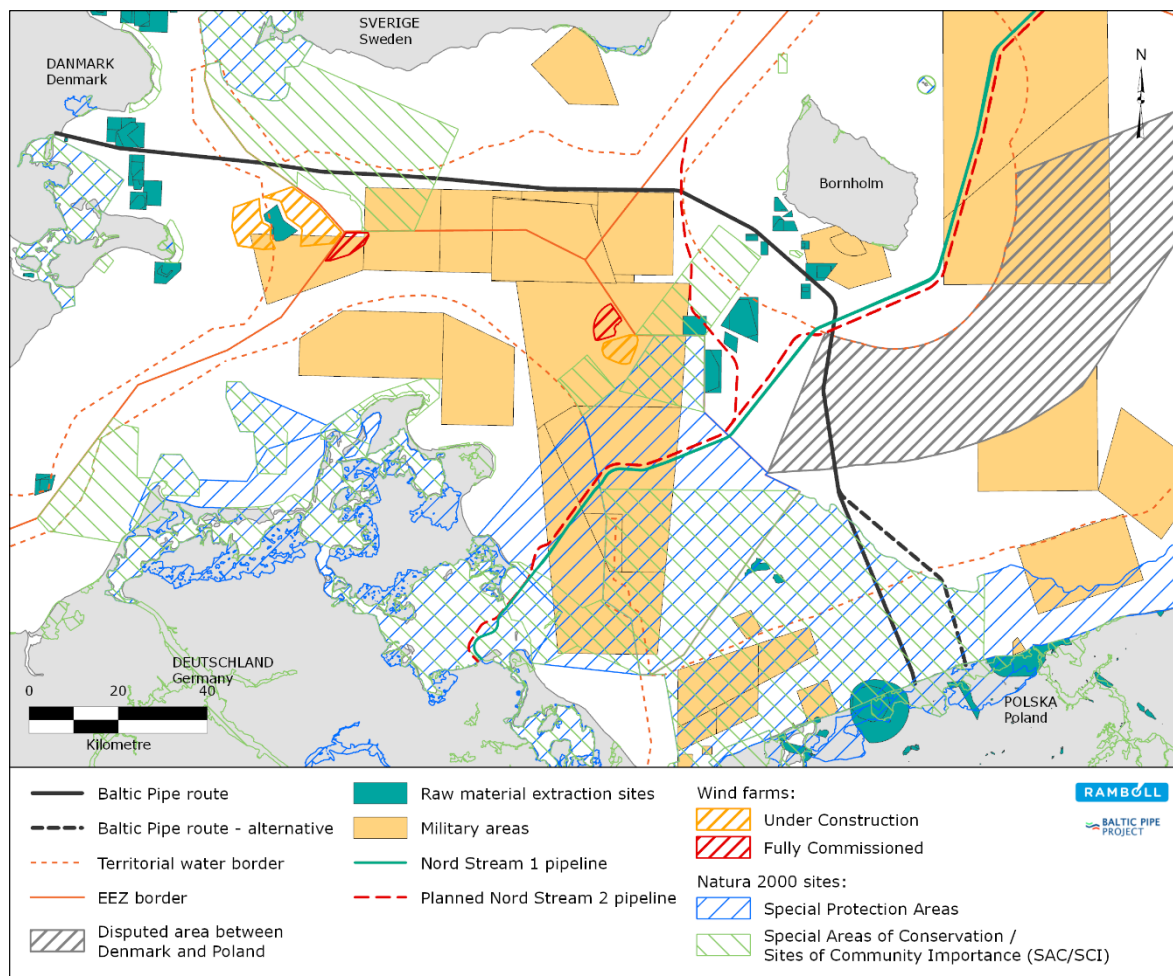 SVERIGE
Sweden
DANMARK
Denmark
N
Bornholm
DEUTSCHLAND
Germany
0 20 40
Kilometre
POLSKA
Poland
Baltic Pipe route
Baltic Pipe route - alternative
Territorial water border
EEZ border
Disputed area between
Denmark and Poland
Raw material extraction sites
Military areas
Nord Stream 1 pipeline
Planned Nord Stream 2 pipeline
Wind farms:
Under Construction
Fully Commissioned
Natura 2000 sites:
Special Protection Areas
Special Areas of Conservation /
Sites of Community Importance (SAC/SCI)
RAMBOLL
BALTIC PIPE
PROJECT